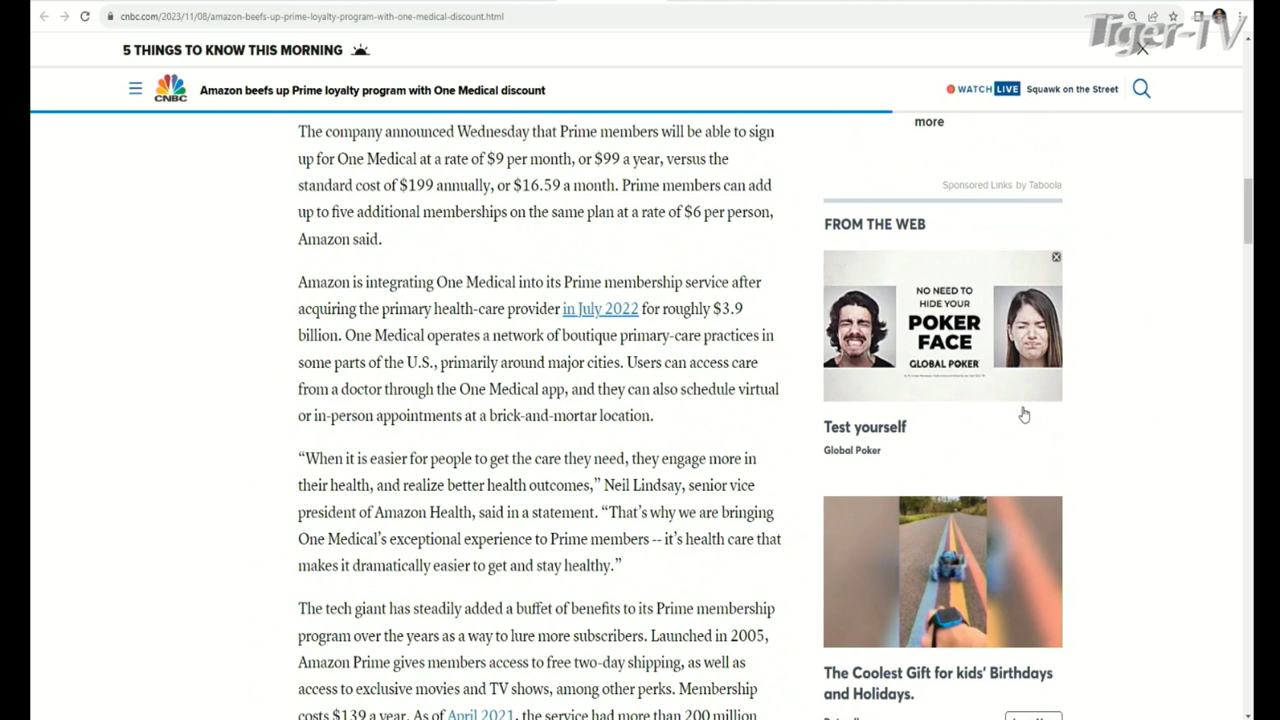 cnbc.com/2023/11/08/amazon-beefs-up-prime-loyalty-program-with-one-medical-discount.html
Tiger-TV
5 THINGS TO KNOW THIS MORNING
CNBC
Amazon beefs up Prime loyalty program with One Medical discount
WATCH LIVE Squawk on the Street
The company announced Wednesday that Prime members will be able to sign
up for One Medical at a rate of $9 per month, or $99 a year, versus the
standard cost of $199 annually, or $16.59 a month. Prime members can add
up to five additional memberships on the same plan at a rate of $6 per person,
Amazon said.
Amazon is integrating One Medical into its Prime membership service after
acquiring the primary health-care provider in July 2022 for roughly $3.9
billion. One Medical operates a network of boutique primary-care practices in
some parts of the U.S., primarily around major cities. Users can access care
from a doctor through the One Medical app, and they can also schedule virtual
or in-person appointments at a brick-and-mortar location.
“When it is easier for people to get the care they need, they engage more in
their health, and realize better health outcomes,” Neil Lindsay, senior vice
president of Amazon Health, said in a statement. “That’s why we are bringing
One Medical’s exceptional experience to Prime members -- it’s health care that
makes it dramatically easier to get and stay healthy.”
The tech giant has steadily added a buffet of benefits to its Prime membership
program over the years as a way to lure more subscribers. Launched in 2005,
Amazon Prime gives members access to free two-day shipping, as well as
access to exclusive movies and TV shows, among other perks. Membership
costs $139 a year. As of April 2021, the service had more than 200 million
more
Sponsored Links by Taboola
FROM THE WEB
NO NEED TO
HIDE YOUR
POKER
FACE
GLOBAL POKER
Test yourself
Global Poker
The Coolest Gift for kids’ Birthdays
and Holidays.